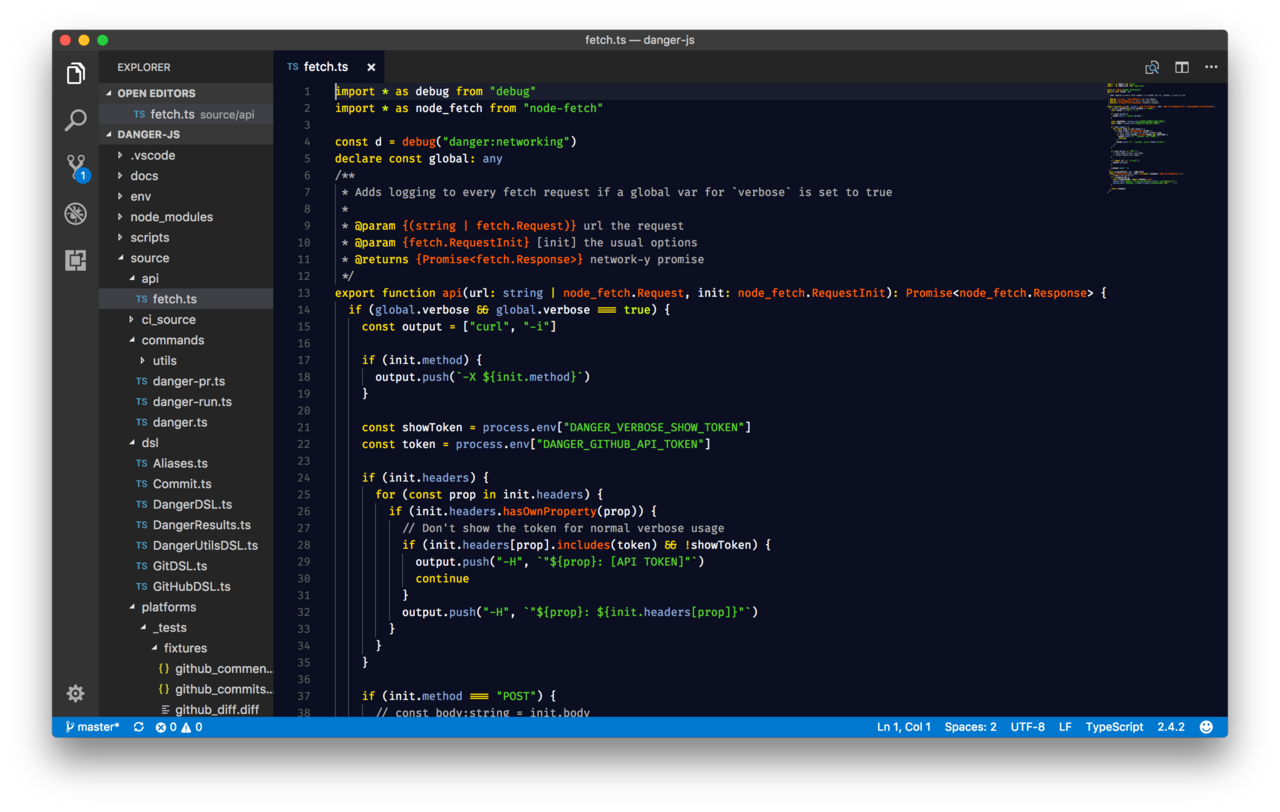 fetch.ts — danger-js
EXPLORER
OPEN EDITORS
TS fetch.ts source/api
DANGER-JS
.vscode
docs
env
node_modules
scripts
source
api
TS fetch.ts
ci_source
commands
utils
TS danger-pr.ts
TS danger-run.ts
TS danger.ts
dsl
TS Aliases.ts
TS Commit.ts
TS DangerDSL.ts
TS DangerResults.ts
TS DangerUtilsDSL.ts
TS GitDSL.ts
TS GitHubDSL.ts
platforms
_tests
fixtures
{} github_commen...
{} github_commits...
github_diff.diff
1
TS fetch.ts ×
1 import * as debug from "debug"
2 import * as node_fetch from "node-fetch"
3
4 const d = debug("danger:networking")
5 declare const global: any
6 /**
7  * Adds logging to every fetch request if a global var for `verbose` is set to true
8  *
9  * @param {(string | fetch.Request)} url the request
10  * @param {fetch.RequestInit} [init] the usual options
11  * @returns {Promise<fetch.Response>} network-y promise
12  */
13 export function api(url: string | node_fetch.Request, init: node_fetch.RequestInit): Promise<node_fetch.Response> {
14   if (global.verbose && global.verbose === true) {
15     const output = ["curl", "-i"]
16
17     if (init.method) {
18       output.push(`-X ${init.method}`)
19     }
20
21     const showToken = process.env["DANGER_VERBOSE_SHOW_TOKEN"]
22     const token = process.env["DANGER_GITHUB_API_TOKEN"]
23
24     if (init.headers) {
25       for (const prop in init.headers) {
26         if (init.headers.hasOwnProperty(prop)) {
27           // Don't show the token for normal verbose usage
28           if (init.headers[prop].includes(token) && !showToken) {
29             output.push("-H", `"${prop}: [API TOKEN]"`)
30             continue
31           }
32           output.push("-H", `"${prop}: ${init.headers[prop]}"`)
33         }
34       }
35     }
36
37     if (init.method === "POST") {
38       // const body:string = init.body
master* 0 0
Ln 1, Col 1 Spaces: 2 UTF-8 LF TypeScript 2.4.2